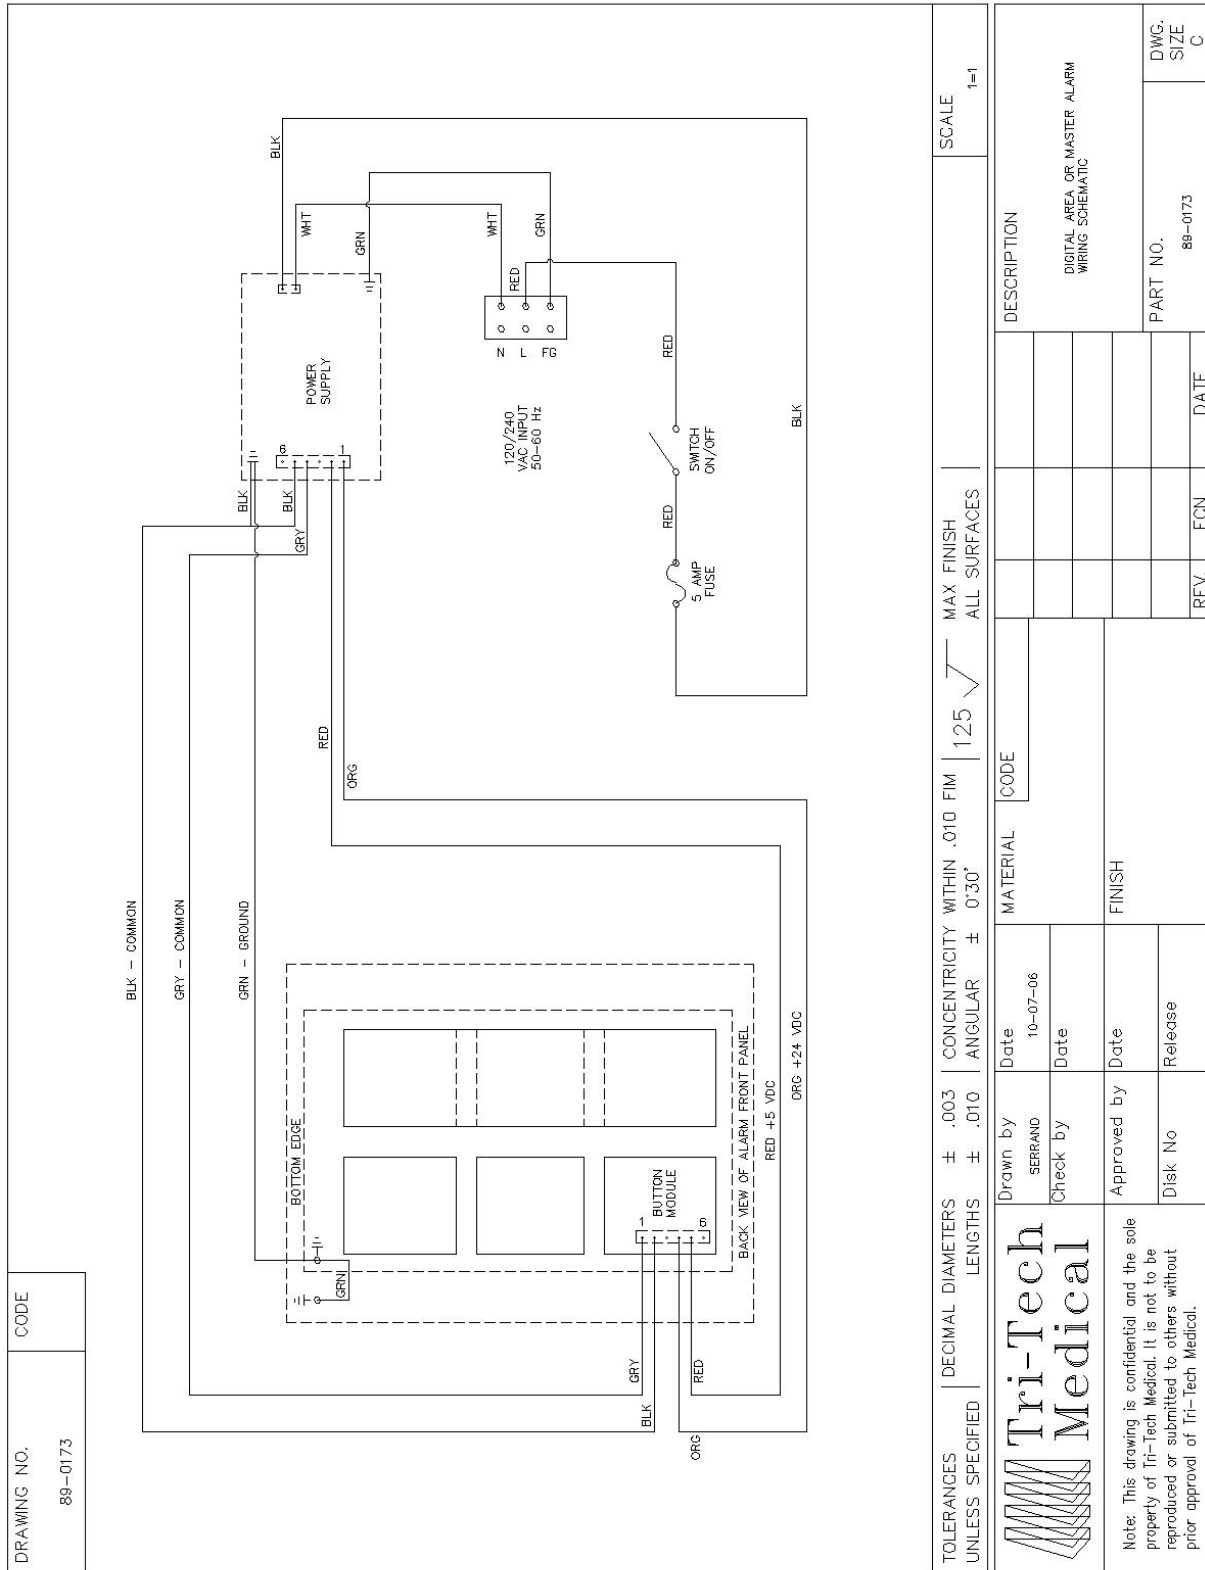 DRAWING NO.
CODE
89-0173
BLK - COMMON
GRY - COMMON
GRN - GROUND
BLK
BLK
GRY
6
1
POWER
SUPPLY
BLK
WHT
GRN
WHT
RED
GRN
N
L
FG
120/240
VAC INPUT
50-60 Hz
RED
SWITCH
ON/OFF
RED
5 AMP
FUSE
BLK
RED
ORG
BOTTOM EDGE
GRN
1
BUTTON
MODULE
6
BACK VIEW OF ALARM FRONT PANEL
RED +5 VDC
ORG +24 VDC
GRY
BLK
RED
ORG
TOLERANCES
UNLESS SPECIFIED
DECIMAL DIAMETERS ± .003
LENGTHS ± .010
CONCENTRICITY WITHIN .010 FIM
ANGULAR ± 0°30'
125
MAX FINISH
ALL SURFACES
SCALE
1=1
Tri-Tech
Medical
Note: This drawing is confidential and the sole
property of Tri-Tech Medical. It is not to be
reproduced or submitted to others without
prior approval of Tri-Tech Medical.
Drawn by
SERRANO
Date
10-07-06
Check by
Date
Approved by
Date
Disk No
Release
MATERIAL
CODE
FINISH
REV
ECN
DATE
DESCRIPTION
DIGITAL AREA OR MASTER ALARM
WIRING SCHEMATIC
PART NO.
89-0173
DWG.
SIZE
C